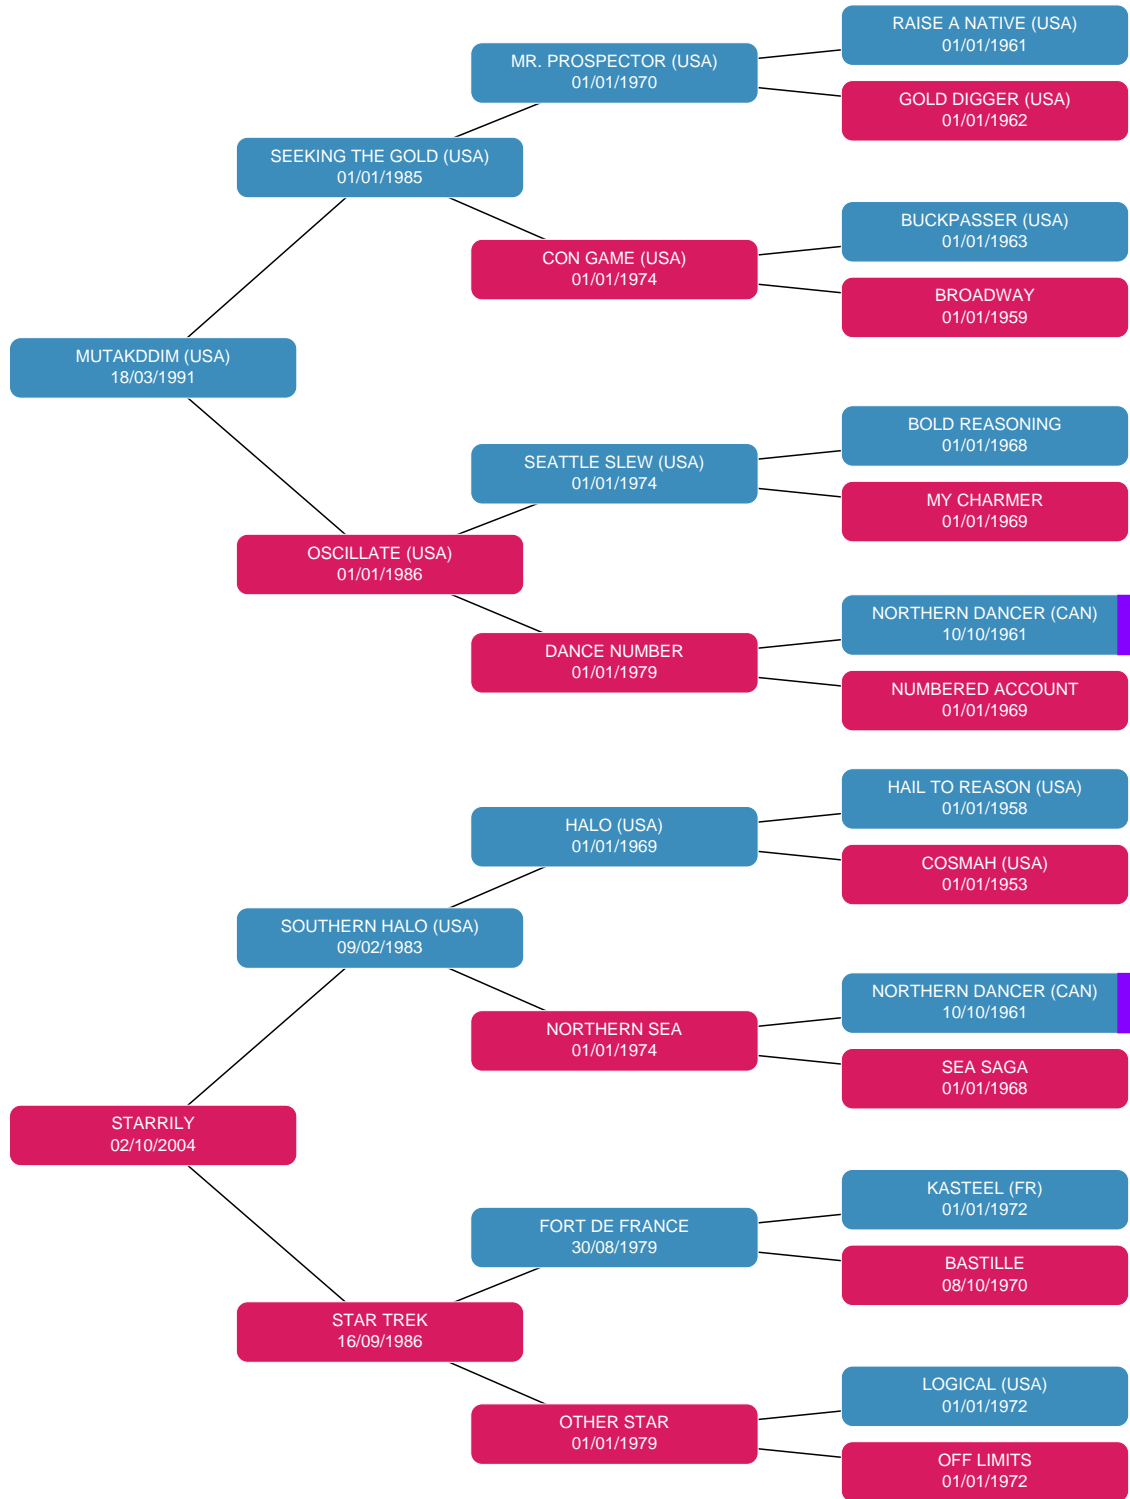 RAISE A NATIVE (USA)
01/01/1961
MR. PROSPECTOR (USA)
01/01/1970
GOLD DIGGER (USA)
01/01/1962
SEEKING THE GOLD (USA)
01/01/1985
BUCKPASSER (USA)
01/01/1963
CON GAME (USA)
01/01/1974
BROADWAY
01/01/1959
MUTAKDDIM (USA)
18/03/1991
BOLD REASONING
01/01/1968
SEATTLE SLEW (USA)
01/01/1974
MY CHARMER
01/01/1969
OSCILLATE (USA)
01/01/1986
NORTHERN DANCER (CAN)
10/10/1961
DANCE NUMBER
01/01/1979
NUMBERED ACCOUNT
01/01/1969
HAIL TO REASON (USA)
01/01/1958
HALO (USA)
01/01/1969
COSMAH (USA)
01/01/1953
SOUTHERN HALO (USA)
09/02/1983
NORTHERN DANCER (CAN)
10/10/1961
NORTHERN SEA
01/01/1974
SEA SAGA
01/01/1968
STARRILY
02/10/2004
KASTEEL (FR)
01/01/1972
FORT DE FRANCE
30/08/1979
BASTILLE
08/10/1970
STAR TREK
16/09/1986
LOGICAL (USA)
01/01/1972
OTHER STAR
01/01/1979
OFF LIMITS
01/01/1972